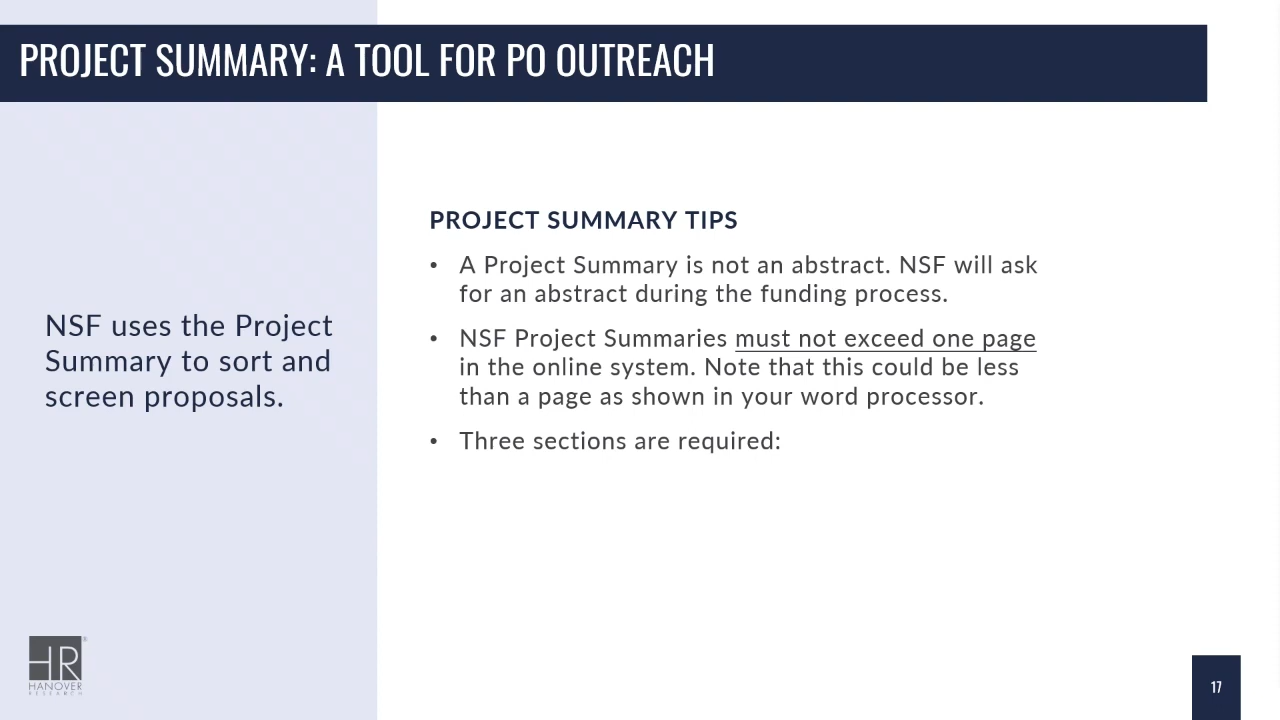 PROJECT SUMMARY: A TOOL FOR PO OUTREACH
NSF uses the Project
Summary to sort and
screen proposals.
PROJECT SUMMARY TIPS
• A Project Summary is not an abstract. NSF will ask
for an abstract during the funding process.
• NSF Project Summaries must not exceed one page
in the online system. Note that this could be less
than a page as shown in your word processor.
• Three sections are required:
HR®
HANOVER
RESEARCH
17